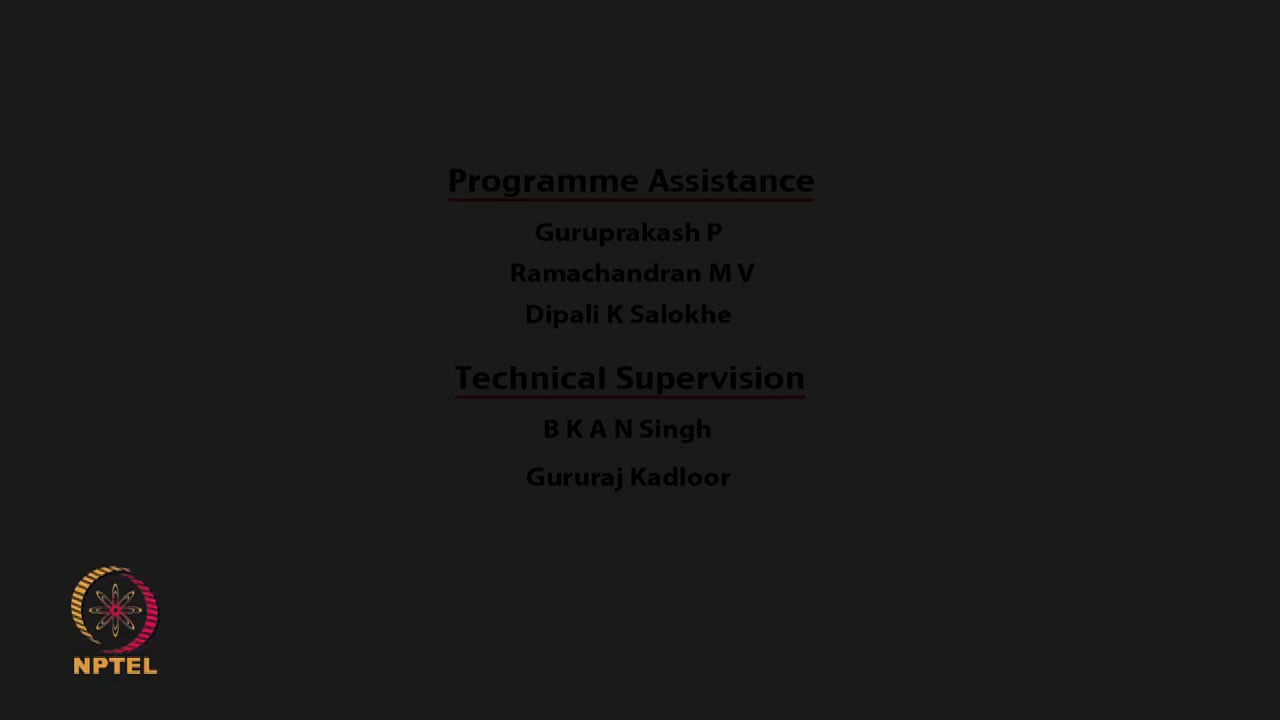 Programme Assistance
Guruprakash P
Ramachandran M V
Dipali K Salokhe
Technical Supervision
B K A N Singh
Gururaj Kadloor
NPTEL